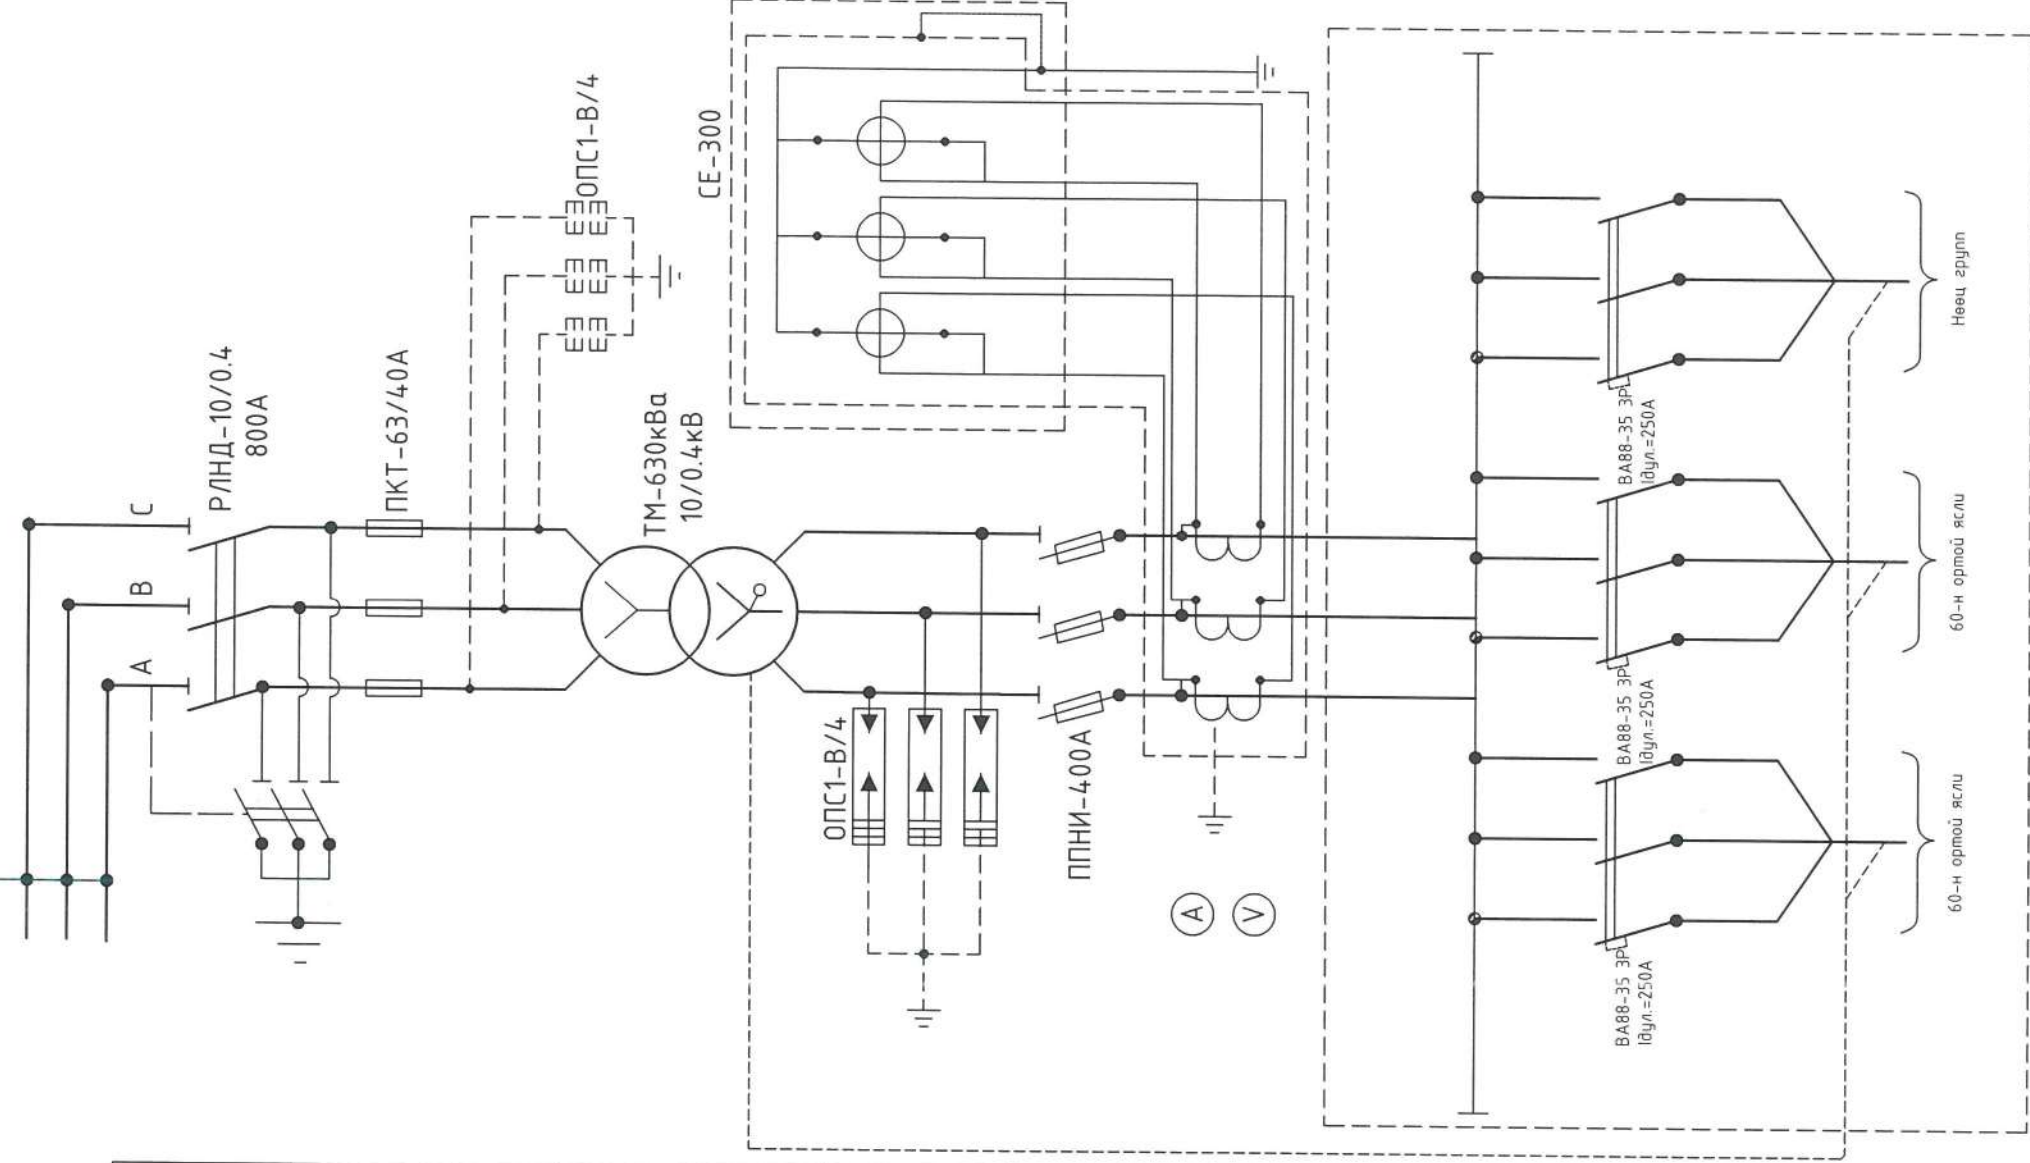 C
B
A
РЛНД-10/0.4
800А
ПКТ-63/40А
ОПС1-В/4
ТМ-630кВа
10/0.4кВ
СЕ-300
ОПС1-В/4
ППНИ-400А
A
V
ВА88-35 3Р
Iдул.=250А
ВА88-35 3Р
Iдул.=250А
ВА88-35 3Р
Iдул.=250А
Нөөц групп
60-н ортой ясли
60-н ортой ясли